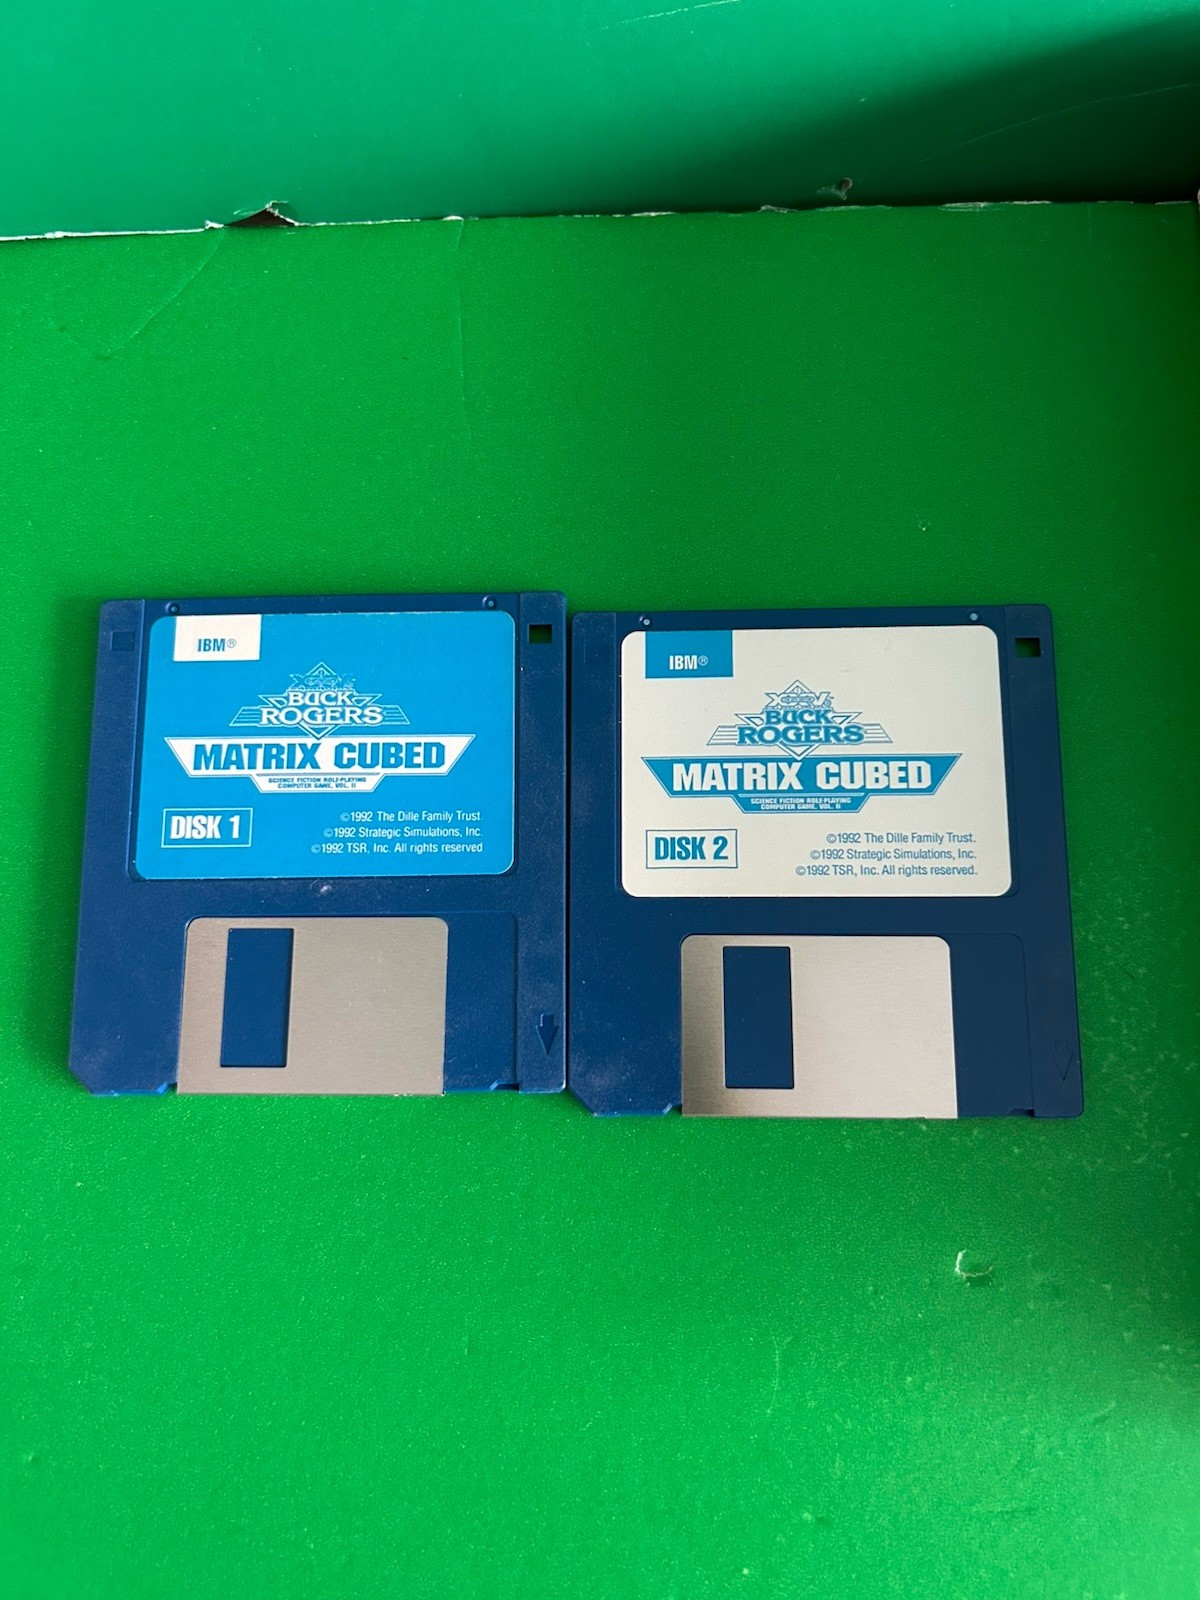 IBM®
XXVc
BUCK
ROGERS
MATRIX CUBED
SCIENCE FICTION ROLE-PLAYING
COMPUTER GAME, VOL. II
DISK 1
©1992 The Dille Family Trust.
©1992 Strategic Simulations, Inc.
©1992 TSR, Inc. All rights reserved
IBM®
XXVc
BUCK
ROGERS
MATRIX CUBED
SCIENCE FICTION ROLE-PLAYING
COMPUTER GAME, VOL. II
DISK 2
©1992 The Dille Family Trust.
©1992 Strategic Simulations, Inc.
©1992 TSR, Inc. All rights reserved.